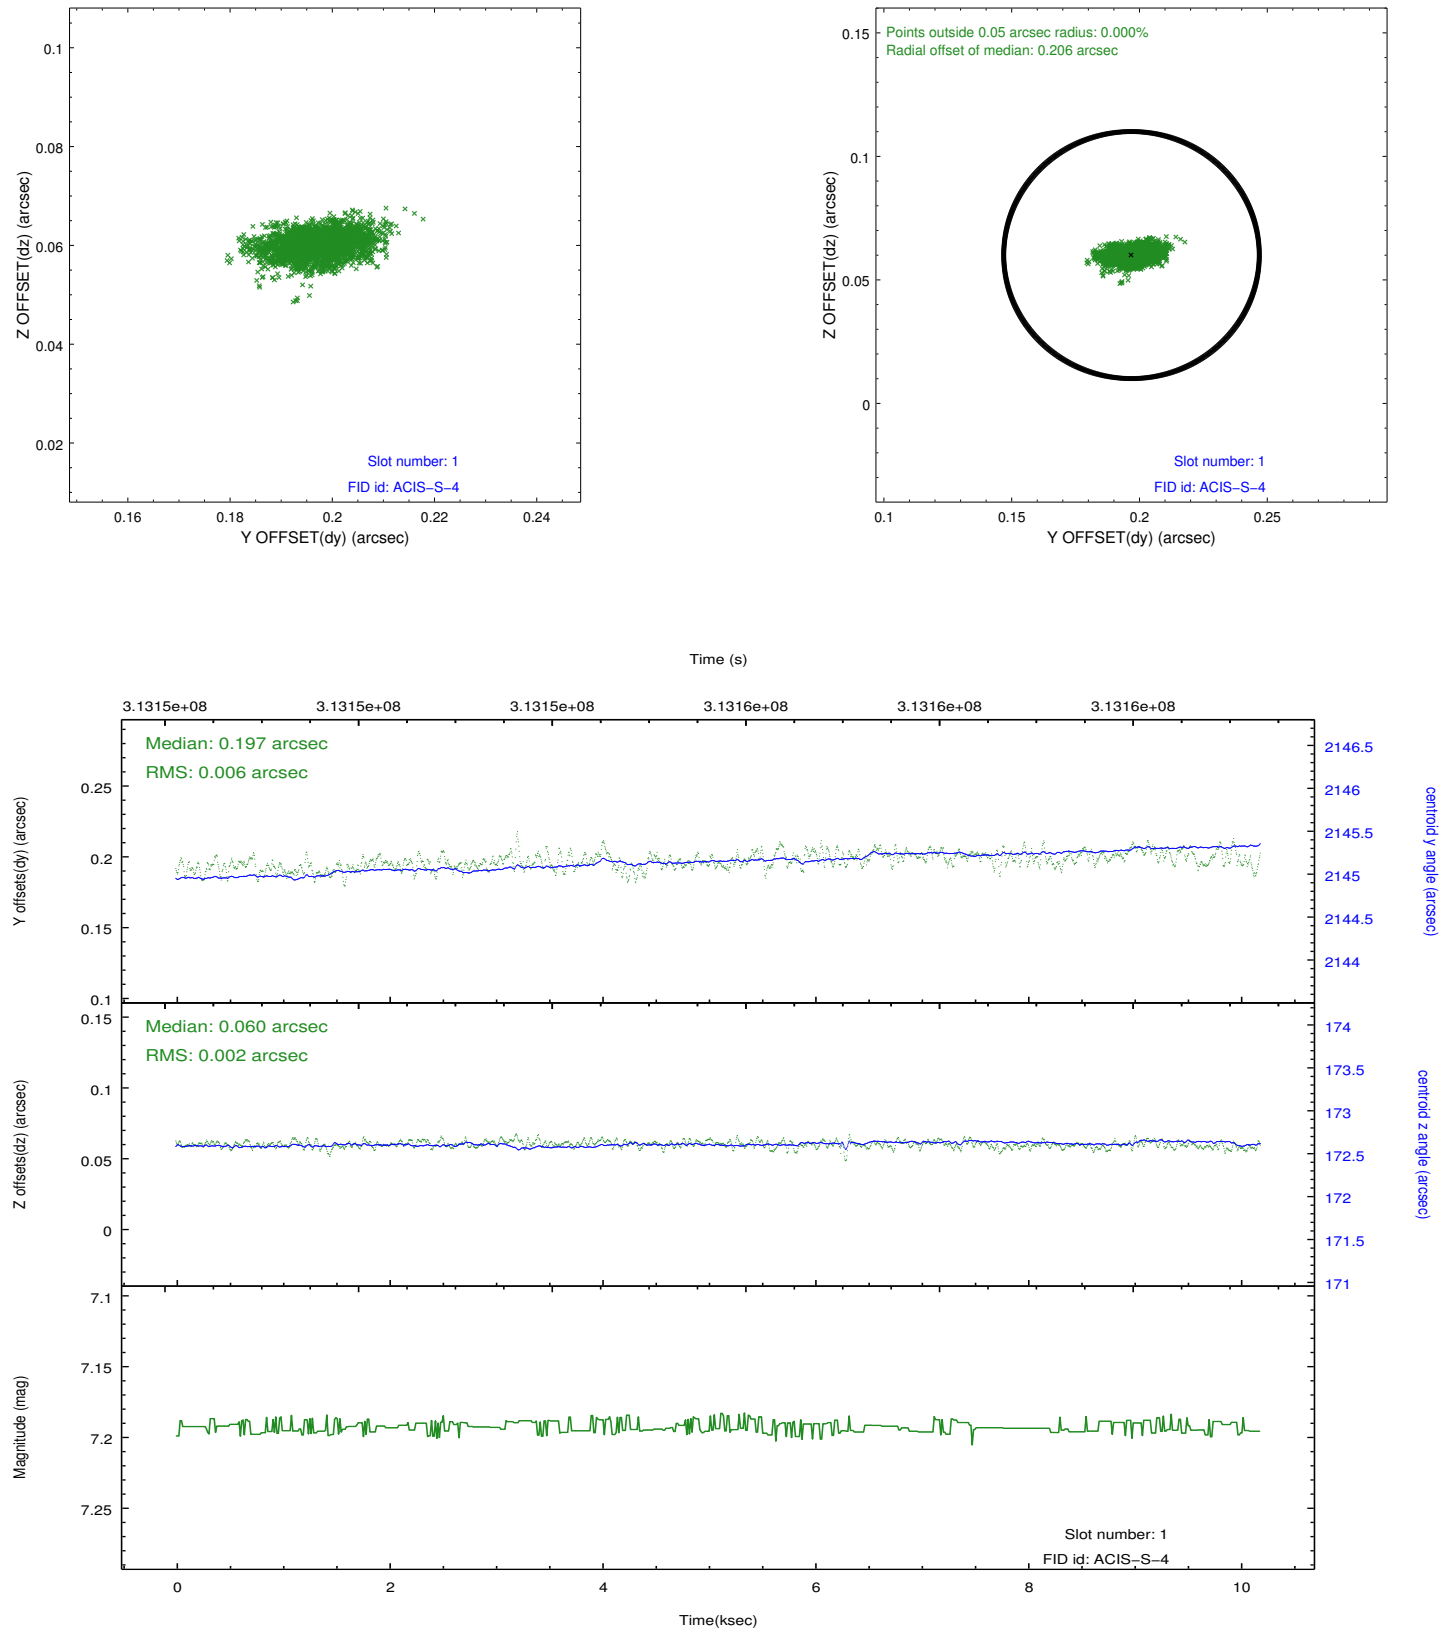 0.1
0.08
0.06
0.04
0.02
Z OFFSET(dz) (arcsec)
Slot number: 1
FID id: ACIS−S−4
0.16 0.18 0.2 0.22 0.24
Y OFFSET(dy) (arcsec)
Points outside 0.05 arcsec radius: 0.000%
Radial offset of median: 0.206 arcsec
0.15
0.1
0.05
0
Z OFFSET(dz) (arcsec)
Slot number: 1
FID id: ACIS−S−4
0.1 0.15 0.2 0.25
Y OFFSET(dy) (arcsec)
Time (s)
3.1315e+08 3.1315e+08 3.1315e+08 3.1316e+08 3.1316e+08 3.1316e+08
Median: 0.197 arcsec
RMS: 0.006 arcsec
0.25
0.2
0.15
0.1
Y offsets(dy) (arcsec)
2146.5
2146
2145.5
2145
2144.5
2144
centroid y angle (arcsec)
Median: 0.060 arcsec
RMS: 0.002 arcsec
0.15
0.1
0.05
0
Z offsets(dz) (arcsec)
174
173.5
173
172.5
172
171.5
171
centroid z angle (arcsec)
7.1
7.15
7.2
7.25
Magnitude (mag)
Slot number: 1
FID id: ACIS−S−4
0 2 4 6 8 10
Time(ksec)